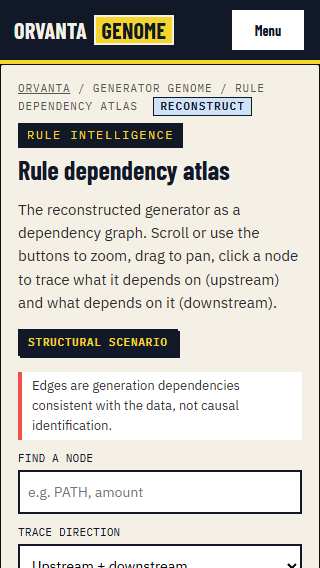 ORVANTA GENOME
Menu
ORVANTA / GENERATOR GENOME / RULE
DEPENDENCY ATLAS RECONSTRUCT
RULE INTELLIGENCE
Rule dependency atlas
The reconstructed generator as a
dependency graph. Scroll or use the
buttons to zoom, drag to pan, click a node
to trace what it depends on (upstream)
and what depends on it (downstream).
STRUCTURAL SCENARIO
Edges are generation dependencies
consistent with the data, not causal
identification.
FIND A NODE
e.g. PATH, amount
TRACE DIRECTION
Upstream + downstream